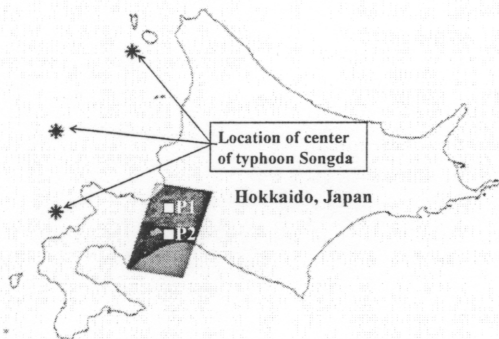 Location of center
of typhoon Songda
Hokkaido, Japan
P1
P2